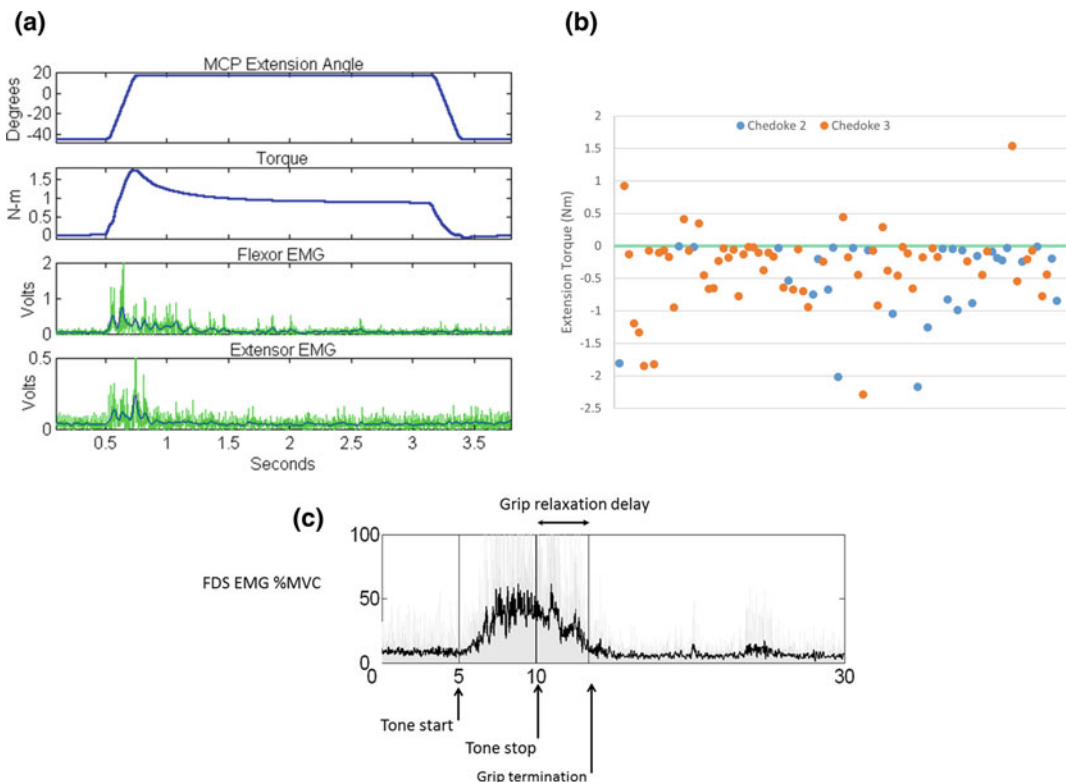 (a)
MCP Extension Angle
20
0
-20
-40
Degrees
Torque
1.5
1
0.5
0
N-m
Flexor EMG
2
1
0
Volts
Extensor EMG
0.5
0
Volts
0.5 1 1.5 2 2.5 3 3.5
Seconds
(b)
2
1.5
1
0.5
0
-0.5
-1
-1.5
-2
-2.5
Extension Torque (Nm)
Chedoke 2 Chedoke 3
(c)
Grip relaxation delay
FDS EMG %MVC
100
50
0
0 5 10 30
Tone start
Tone stop
Grip termination